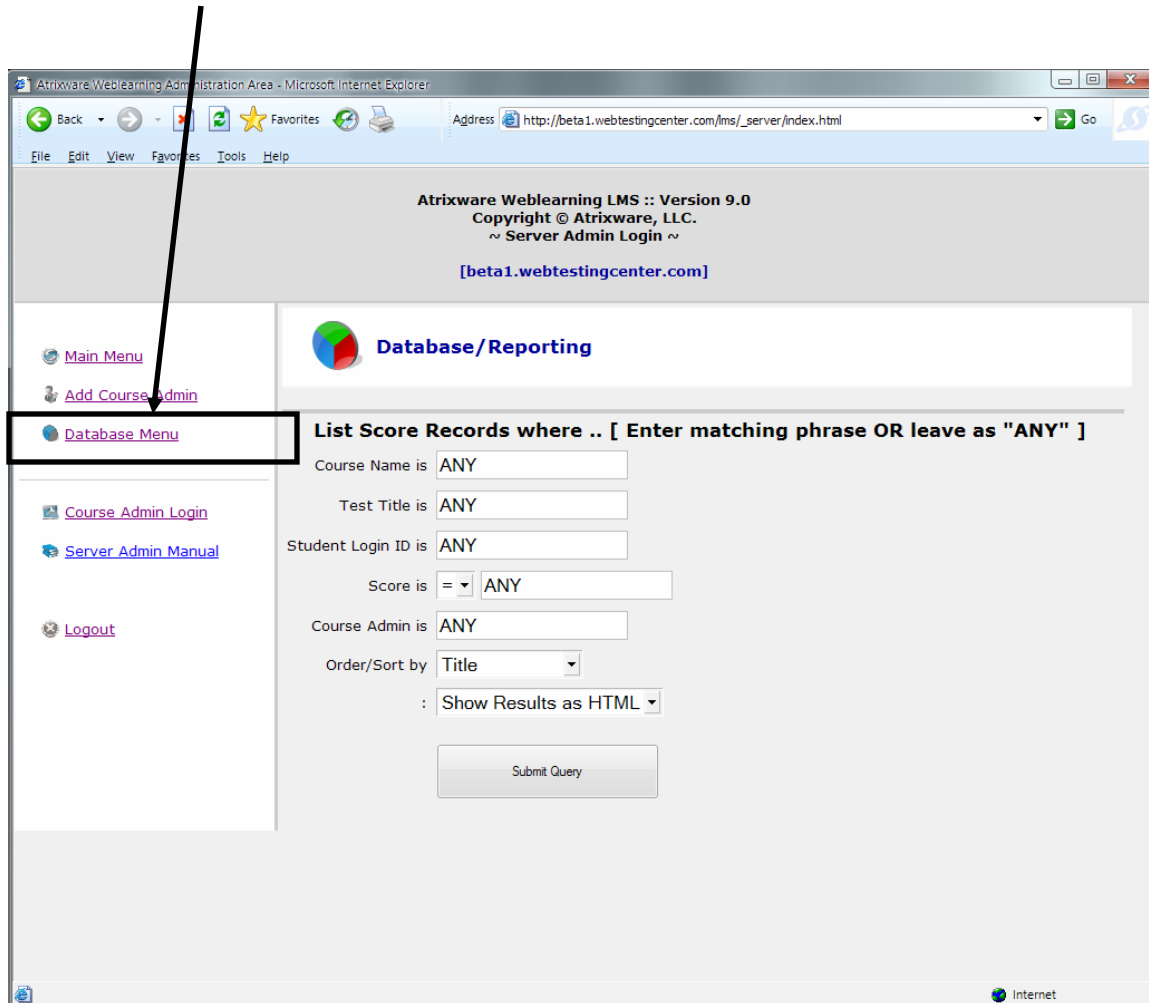 Atrixware Weblearning Administration Area - Microsoft Internet Explorer
Back Favorites Address http://beta1.webtestingcenter.com/lms/_server/index.html Go
File Edit View Favorites Tools Help
Atrixware Weblearning LMS :: Version 9.0
Copyright © Atrixware, LLC.
~ Server Admin Login ~
[beta1.webtestingcenter.com]
Main Menu
Add Course Admin
Database Menu
Course Admin Login
Server Admin Manual
Logout
Database/Reporting
List Score Records where .. [ Enter matching phrase OR leave as "ANY" ]
Course Name is ANY
Test Title is ANY
Student Login ID is ANY
Score is = ANY
Course Admin is ANY
Order/Sort by Title
: Show Results as HTML
Submit Query
Internet